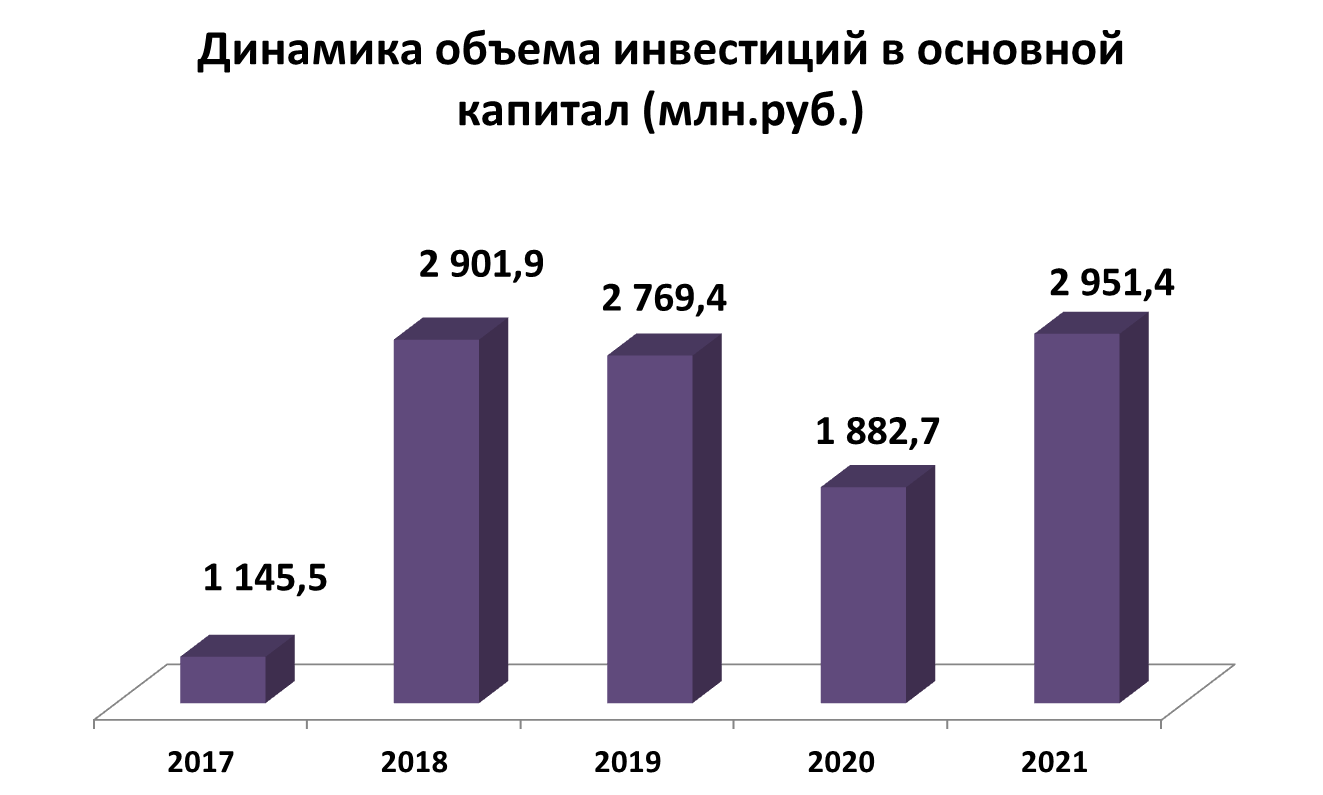 Динамика объема инвестиций в основной
капитал (млн.руб.)
2 901,9
2 769,4
2 951,4
1 882,7
1 145,5
2017 2018 2019 2020 2021